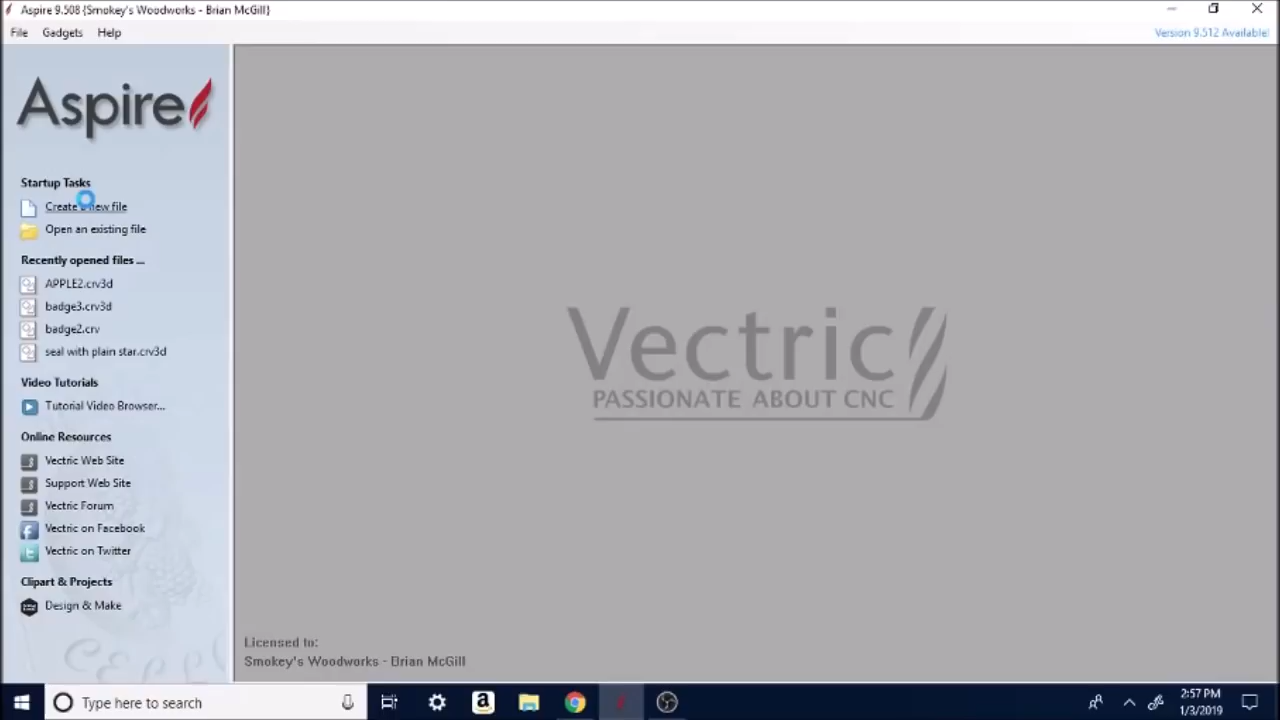 Aspire 9.508 {Smokey's Woodworks - Brian McGill}
File Gadgets Help
Version 9.512 Available!
Aspire
Startup Tasks
Create a new file
Open an existing file
Recently opened files ...
APPLE2.crv3d
badge3.crv3d
badge2.crv
seal with plain star.crv3d
Video Tutorials
Tutorial Video Browser...
Online Resources
Vectric Web Site
Support Web Site
Vectric Forum
Vectric on Facebook
Vectric on Twitter
Clipart & Projects
Design & Make
Vectric
PASSIONATE ABOUT CNC
Licensed to:
Smokey's Woodworks - Brian McGill
Type here to search
2:57 PM
1/3/2019